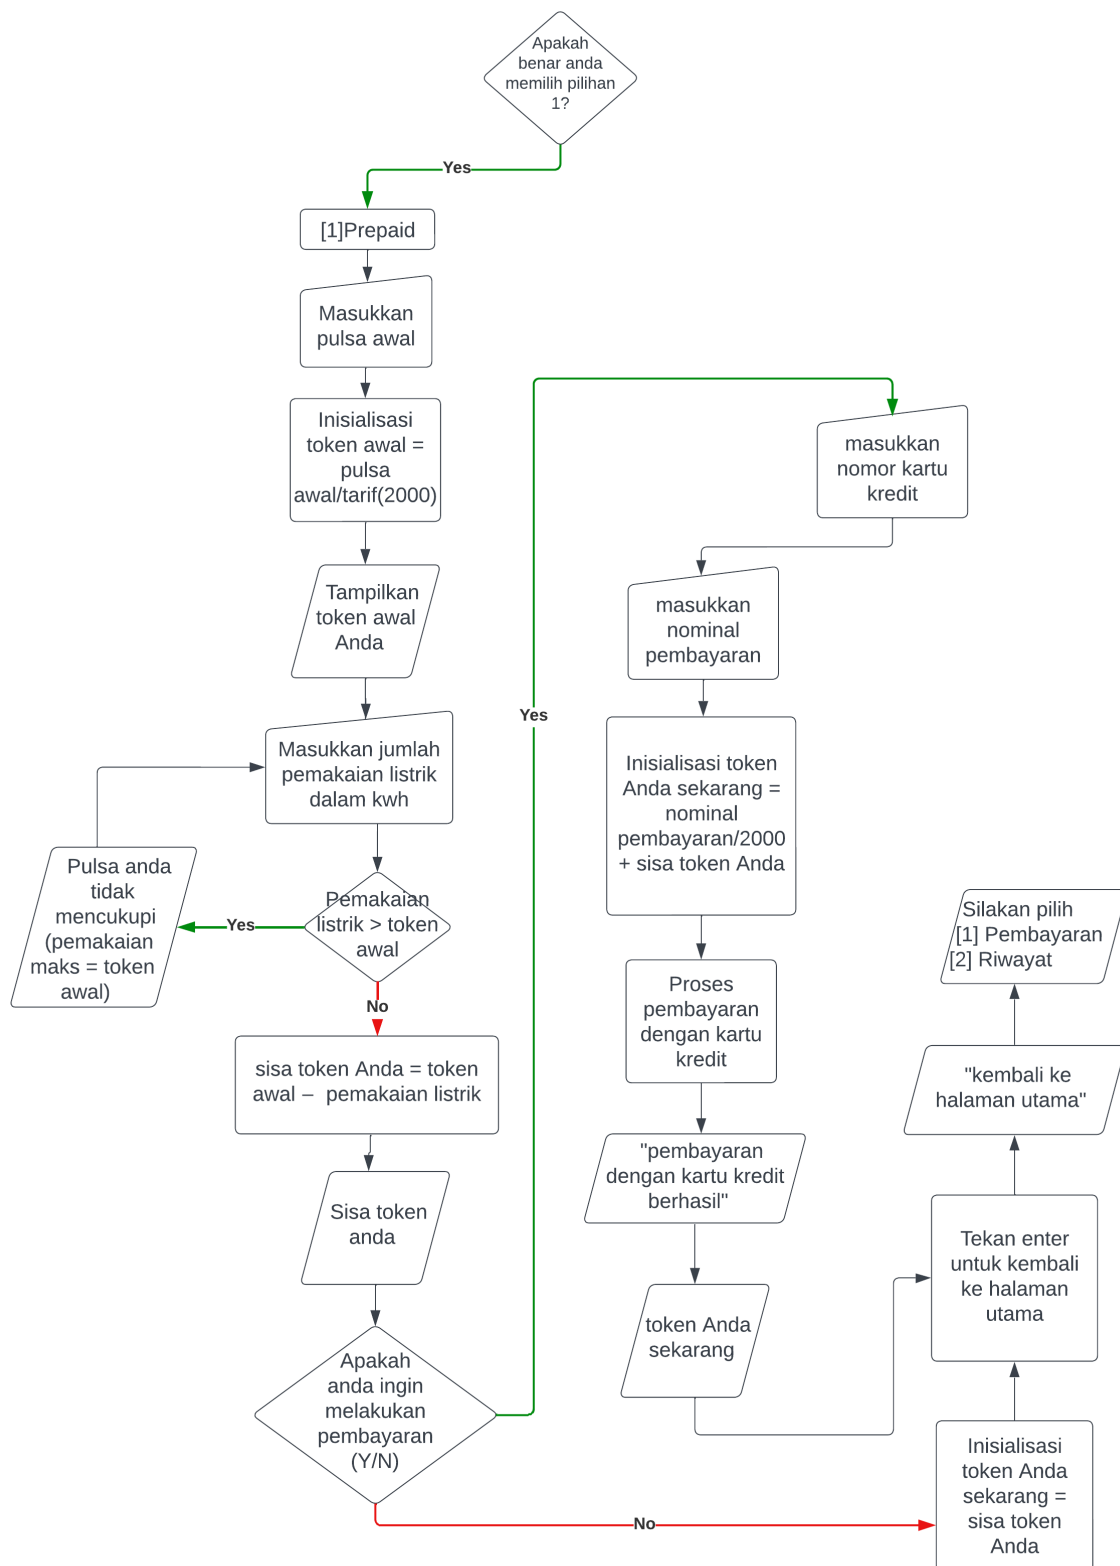 Apakah
benar anda
memilih pilihan
1?
Yes
[1]Prepaid
Masukkan
pulsa awal
Inisialisasi
token awal =
pulsa
awal/tarif(2000)
Tampilkan
token awal
Anda
Masukkan jumlah
pemakaian listrik
dalam kwh
Pemakaian
listrik > token
awal
Yes
Pulsa anda
tidak
mencukupi
(pemakaian
maks = token
awal)
No
sisa token Anda = token
awal – pemakaian listrik
Sisa token
anda
Apakah
anda ingin
melakukan
pembayaran
(Y/N)
Yes
masukkan
nomor kartu
kredit
masukkan
nominal
pembayaran
Inisialisasi token
Anda sekarang =
nominal
pembayaran/2000
+ sisa token Anda
Proses
pembayaran
dengan kartu
kredit
"pembayaran
dengan kartu kredit
berhasil"
token Anda
sekarang
No
Inisialisasi
token Anda
sekarang =
sisa token
Anda
Tekan enter
untuk kembali
ke halaman
utama
"kembali ke
halaman utama"
Silakan pilih
[1] Pembayaran
[2] Riwayat